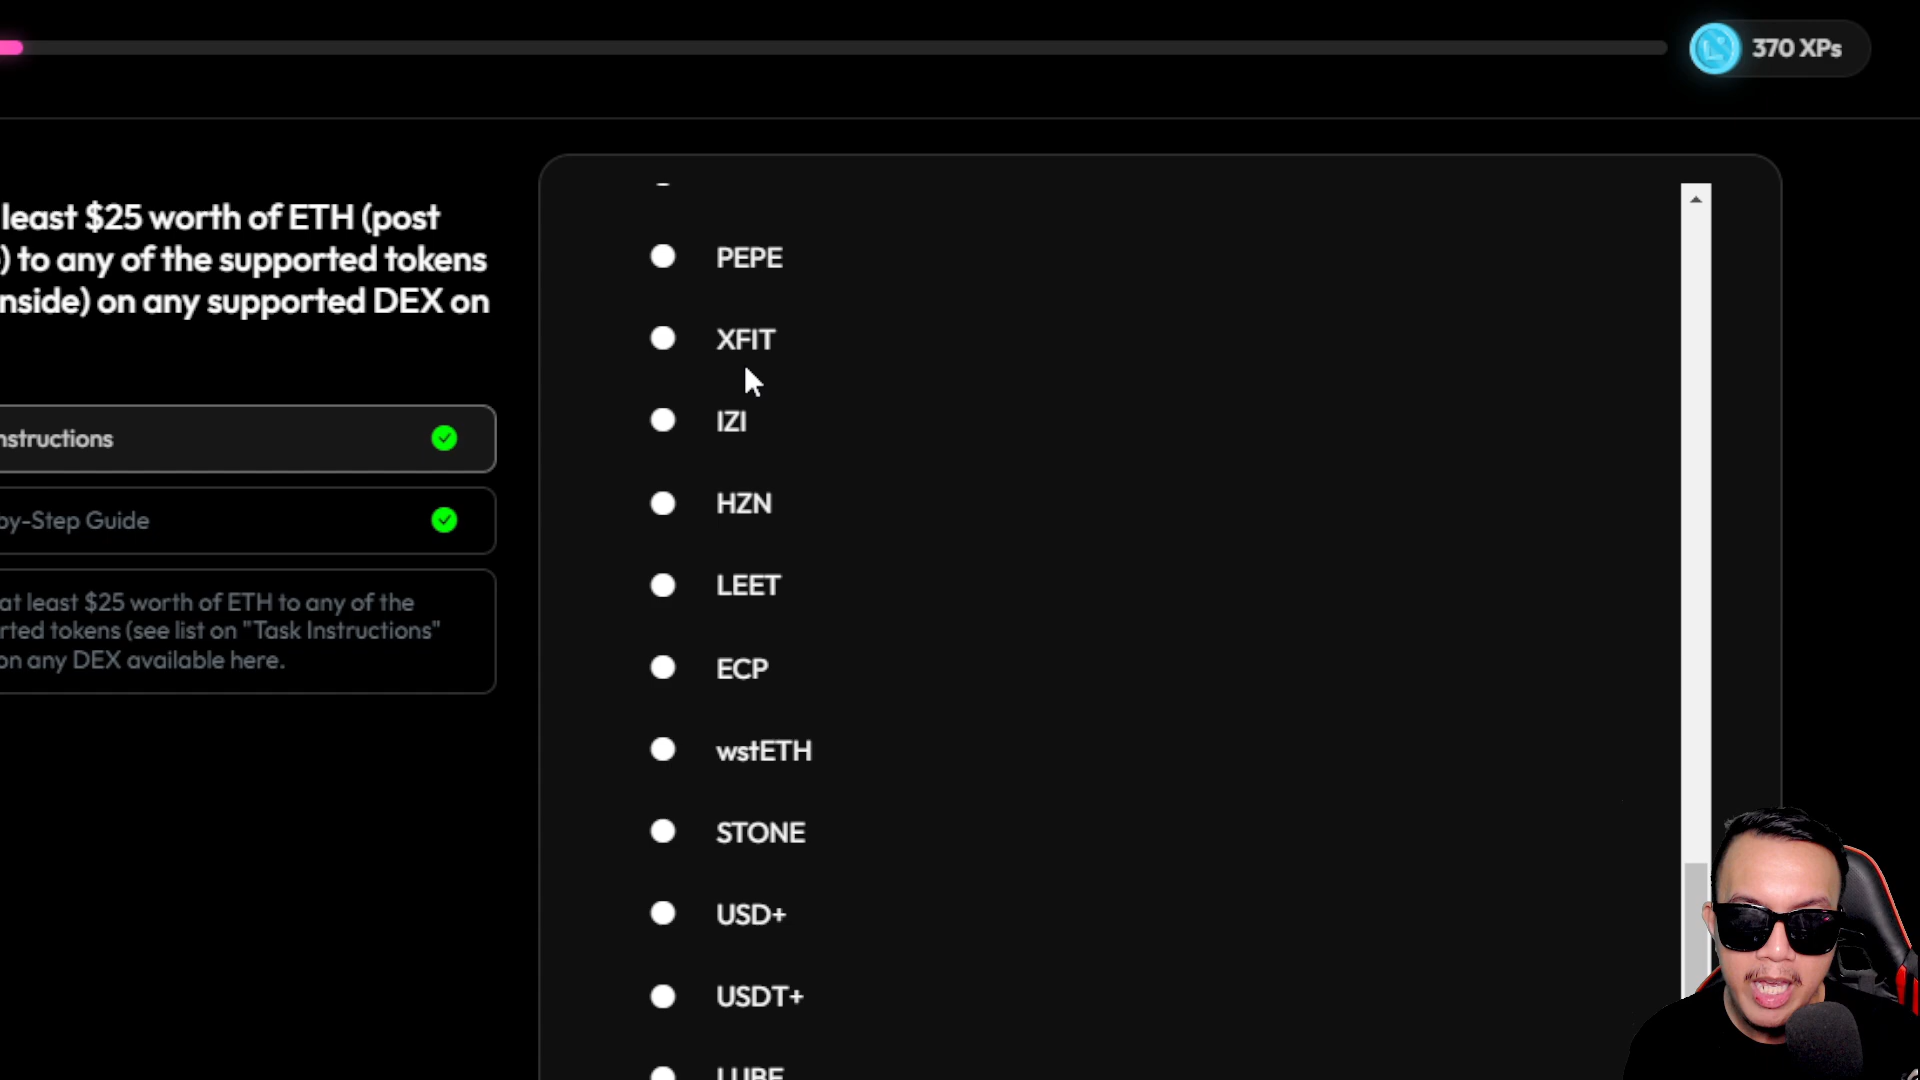 370 XPs
least $25 worth of ETH (post
) to any of the supported tokens
nside) on any supported DEX on
nstructions
by-Step Guide
at least $25 worth of ETH to any of the
rted tokens (see list on "Task Instructions"
on any DEX available here.
PEPE
XFIT
IZI
HZN
LEET
ECP
wstETH
STONE
USD+
USDT+
LUBE